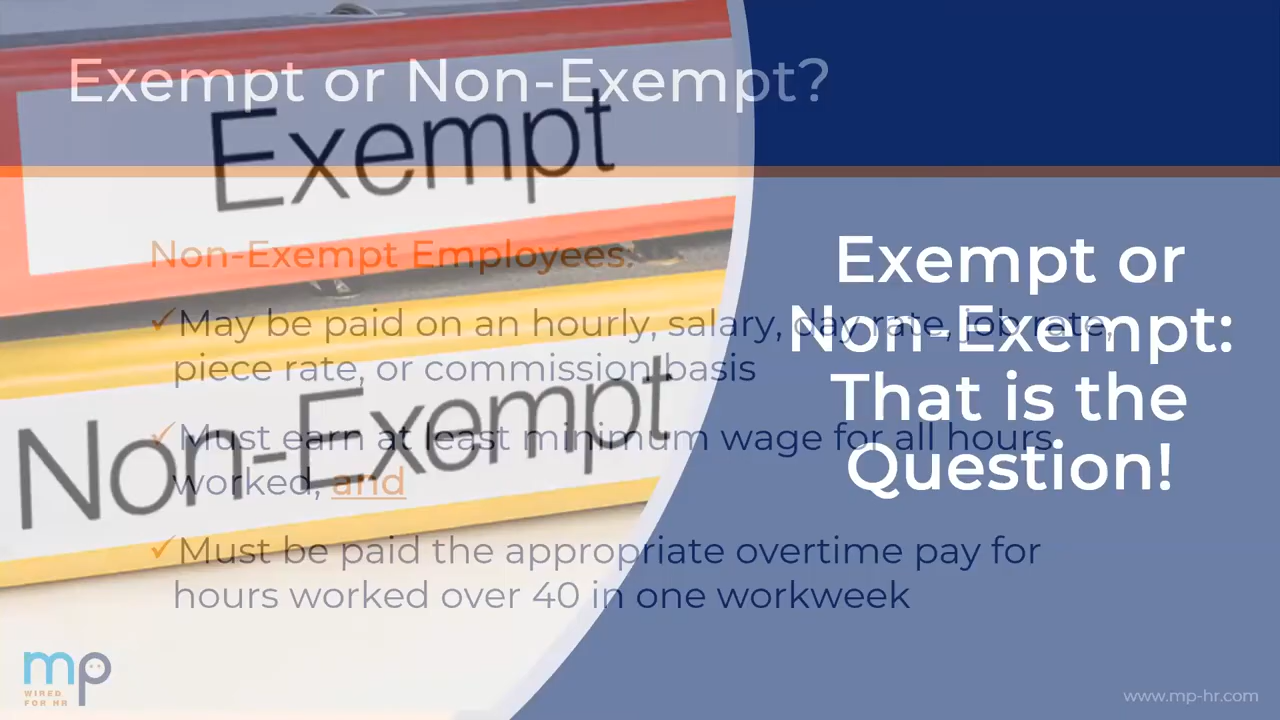 Exempt or Non-Exempt?
Exempt
Non-Exempt
Non-Exempt Employees:
✓May be paid on an hourly, salary, day rate, job rate,
piece rate, or commission basis
✓Must earn at least minimum wage for all hours
worked, and
✓Must be paid the appropriate overtime pay for
hours worked over 40 in one workweek
Exempt or
Non-Exempt:
That is the
Question!
mp
WIRED
FOR HR
www.mp-hr.com